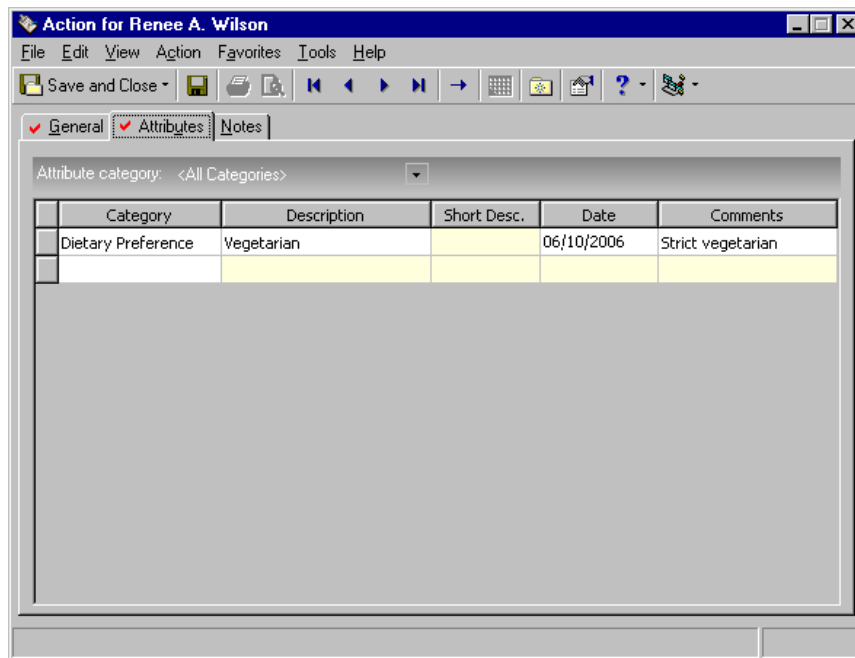 Action for Renee A. Wilson
File Edit View Action Favorites Tools Help
Save and Close ?
General Attributes Notes
Attribute category: <All Categories>
Category Description Short Desc. Date Comments
Dietary Preference Vegetarian 06/10/2006 Strict vegetarian